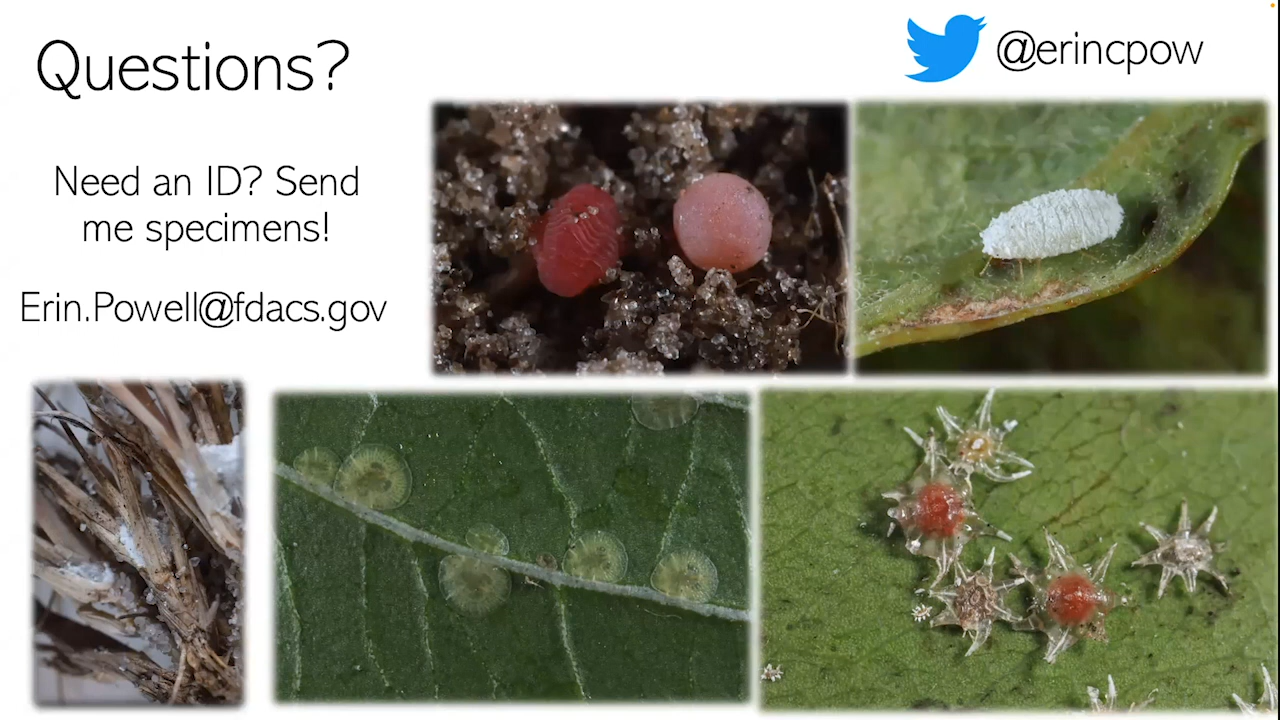 Questions?
@erincpow
Need an ID? Send
me specimens!
Erin.Powell@fdacs.gov